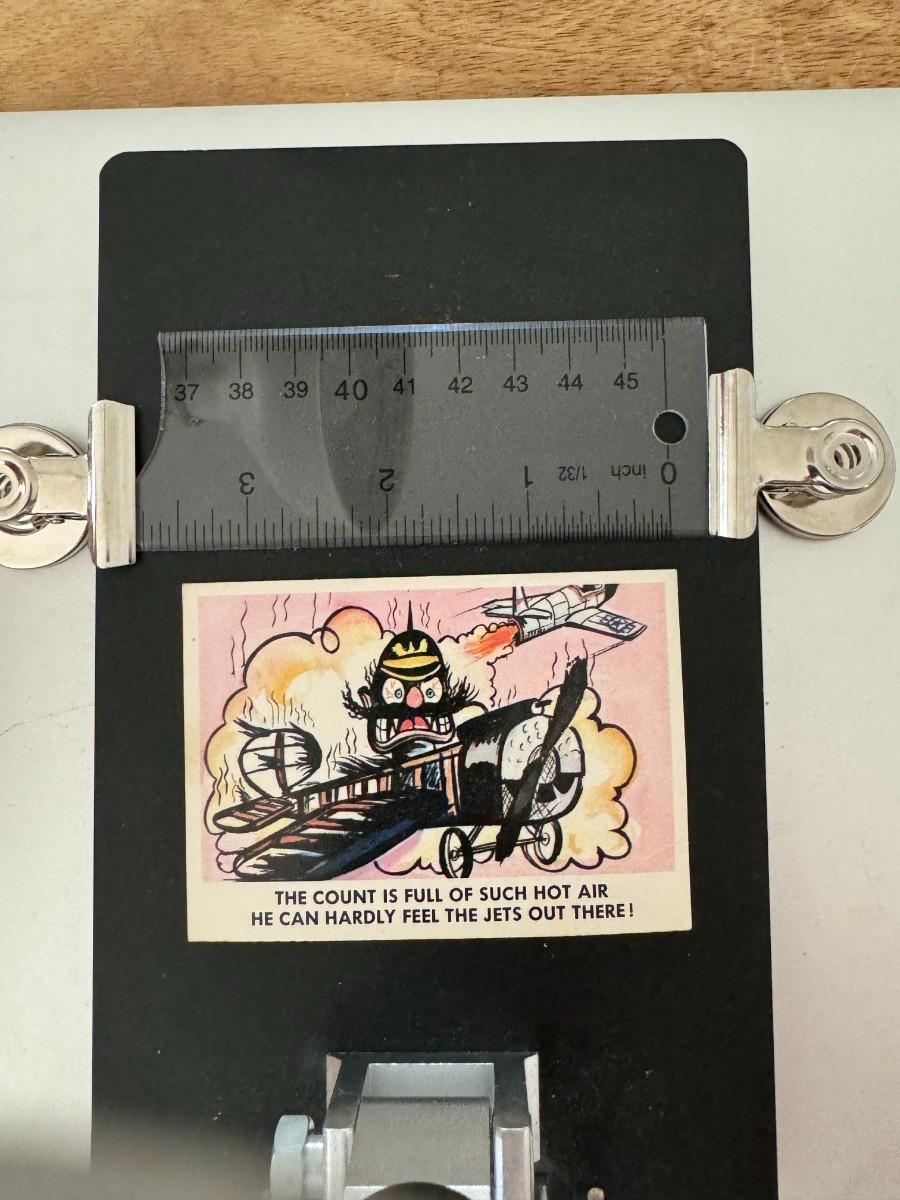 37 38 39 40 41 42 43 44 45
3 2 1 1/32 inch 0
THE COUNT IS FULL OF SUCH HOT AIR
HE CAN HARDLY FEEL THE JETS OUT THERE!